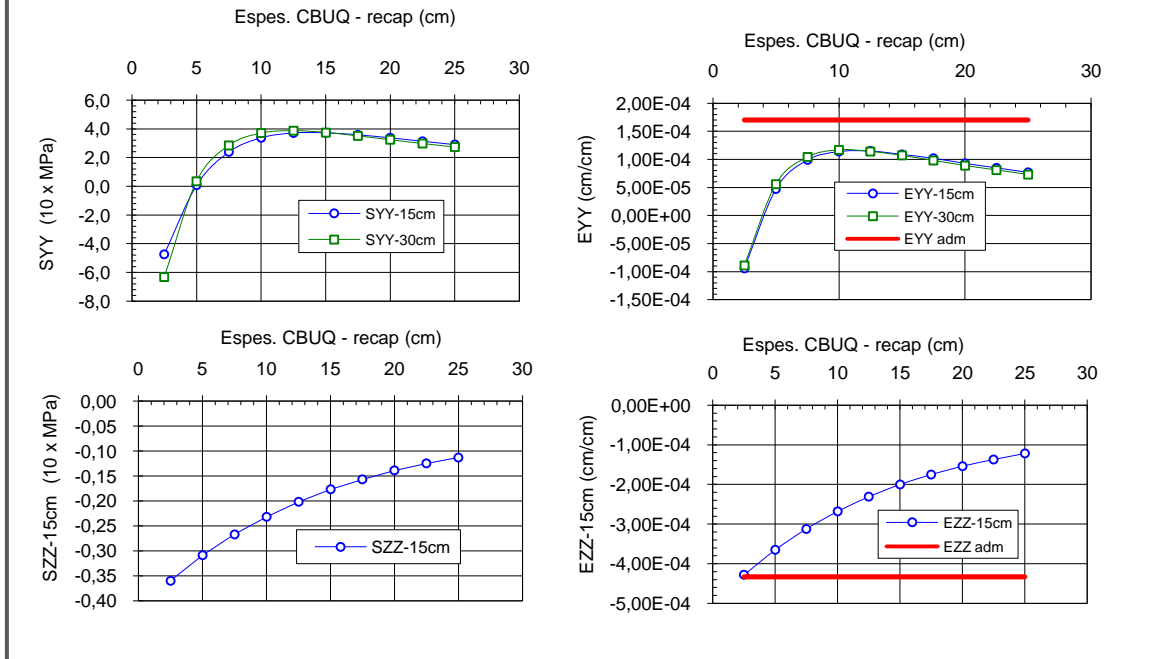 Espes. CBUQ - recap (cm)
0 5 10 15 20 25 30
6,0
4,0
2,0
0,0
-2,0
-4,0
-6,0
-8,0
SYY (10 x MPa)
SYY-15cm
SYY-30cm
Espes. CBUQ - recap (cm)
0 10 20 30
2,00E-04
1,50E-04
1,00E-04
5,00E-05
0,00E+00
-5,00E-05
-1,00E-04
-1,50E-04
EYY (cm/cm)
EYY-15cm
EYY-30cm
EYY adm
Espes. CBUQ - recap (cm)
0 5 10 15 20 25 30
0,00
-0,05
-0,10
-0,15
-0,20
-0,25
-0,30
-0,35
-0,40
SZZ-15cm (10 x MPa)
SZZ-15cm
Espes. CBUQ - recap (cm)
0 5 10 15 20 25 30
0,00E+00
-1,00E-04
-2,00E-04
-3,00E-04
-4,00E-04
-5,00E-04
EZZ-15cm (cm/cm)
EZZ-15cm
EZZ adm